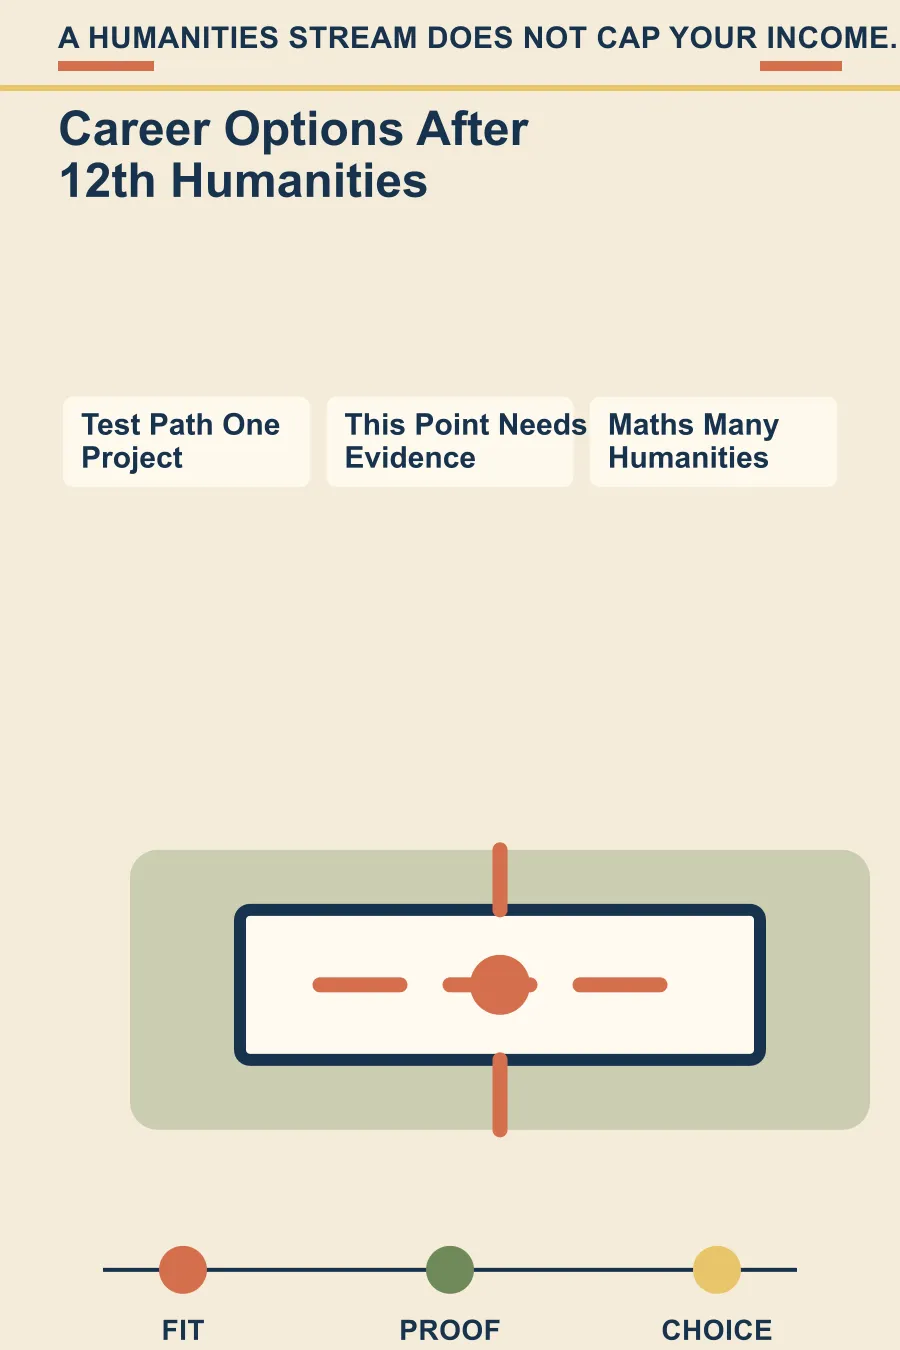 A HUMANITIES STREAM DOES NOT CAP YOUR INCOME.
Career Options After
12th Humanities
Test Path One
Project
This Point Needs
Evidence
Maths Many
Humanities
FIT
PROOF
CHOICE